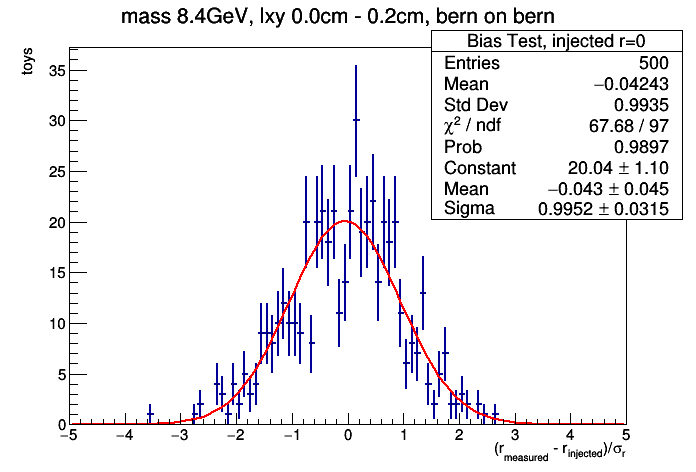 mass 8.4GeV, lxy 0.0cm - 0.2cm, bern on bern
Bias Test, injected r=0
Entries 500
Mean −0.04243
Std Dev 0.9935
χ² / ndf 67.68 / 97
Prob 0.9897
Constant 20.04 ± 1.10
Mean −0.043 ± 0.045
Sigma 0.9952 ± 0.0315
toys
35
30
25
20
15
10
5
0
−5 −4 −3 −2 −1 0 1 2 3 4 5
(r_measured - r_injected)/σ_r